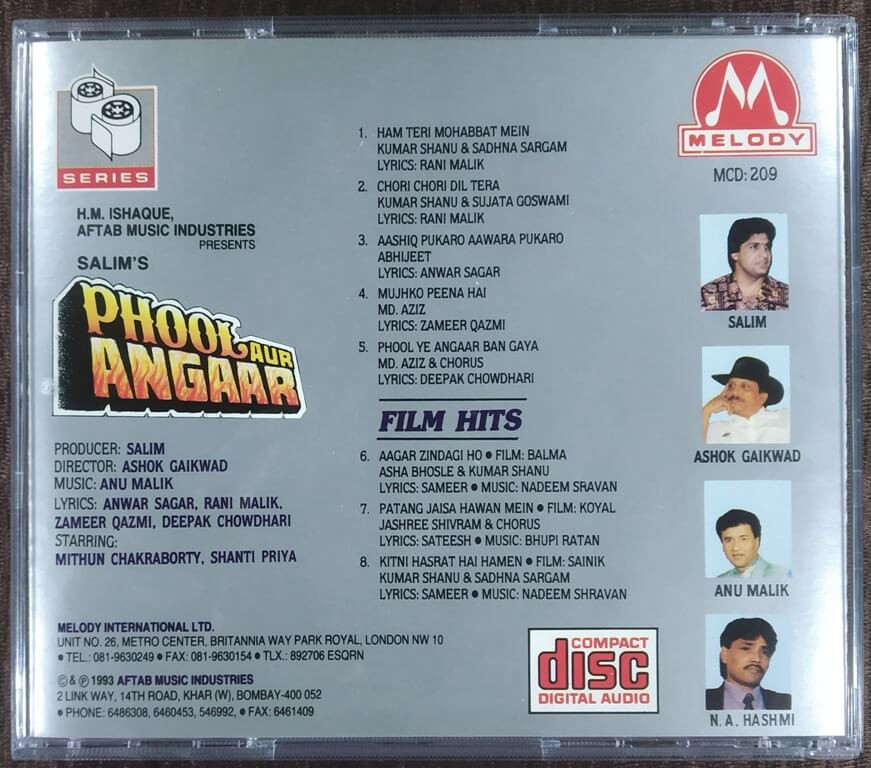 SERIES
H.M. ISHAQUE,
AFTAB MUSIC INDUSTRIES
PRESENTS
SALIM'S
PHOOL AUR
ANGAAR
PRODUCER: SALIM
DIRECTOR: ASHOK GAIKWAD
MUSIC: ANU MALIK
LYRICS: ANWAR SAGAR, RANI MALIK,
ZAMEER QAZMI, DEEPAK CHOWDHARI
STARRING:
MITHUN CHAKRABORTY, SHANTI PRIYA
1. HAM TERI MOHABBAT MEIN
KUMAR SHANU & SADHNA SARGAM
LYRICS: RANI MALIK
2. CHORI CHORI DIL TERA
KUMAR SHANU & SUJATA GOSWAMI
LYRICS: RANI MALIK
3. AASHIQ PUKARO AAWARA PUKARO
ABHIJEET
LYRICS: ANWAR SAGAR
4. MUJHKO PEENA HAI
MD. AZIZ
LYRICS: ZAMEER QAZMI
5. PHOOL YE ANGAAR BAN GAYA
MD. AZIZ & CHORUS
LYRICS: DEEPAK CHOWDHARI
FILM HITS
6. AAGAR ZINDAGI HO ● FILM: BALMA
ASHA BHOSLE & KUMAR SHANU
LYRICS: SAMEER ● MUSIC: NADEEM SRAVAN
7. PATANG JAISA HAWAN MEIN ● FILM: KOYAL
JASHREE SHIVRAM & CHORUS
LYRICS: SATEESH ● MUSIC: BHUPI RATAN
8. KITNI HASRAT HAI HAMEN ● FILM: SAINIK
KUMAR SHANU & SADHNA SARGAM
LYRICS: SAMEER ● MUSIC: NADEEM SHRAVAN
MELODY
MCD: 209
SALIM
ASHOK GAIKWAD
ANU MALIK
N. A. HASHMI
MELODY INTERNATIONAL LTD.
UNIT NO. 26, METRO CENTER, BRITANNIA WAY PARK ROYAL, LONDON NW 10
● TEL.: 081-9630249 ● FAX: 081-9630154 ● TLX.: 892706 ESQRN
© & ℗ 1993 AFTAB MUSIC INDUSTRIES
2 LINK WAY, 14TH ROAD, KHAR (W), BOMBAY-400 052
● PHONE: 6486308, 6460453, 546992, ● FAX: 6461409
COMPACT
disc
DIGITAL AUDIO